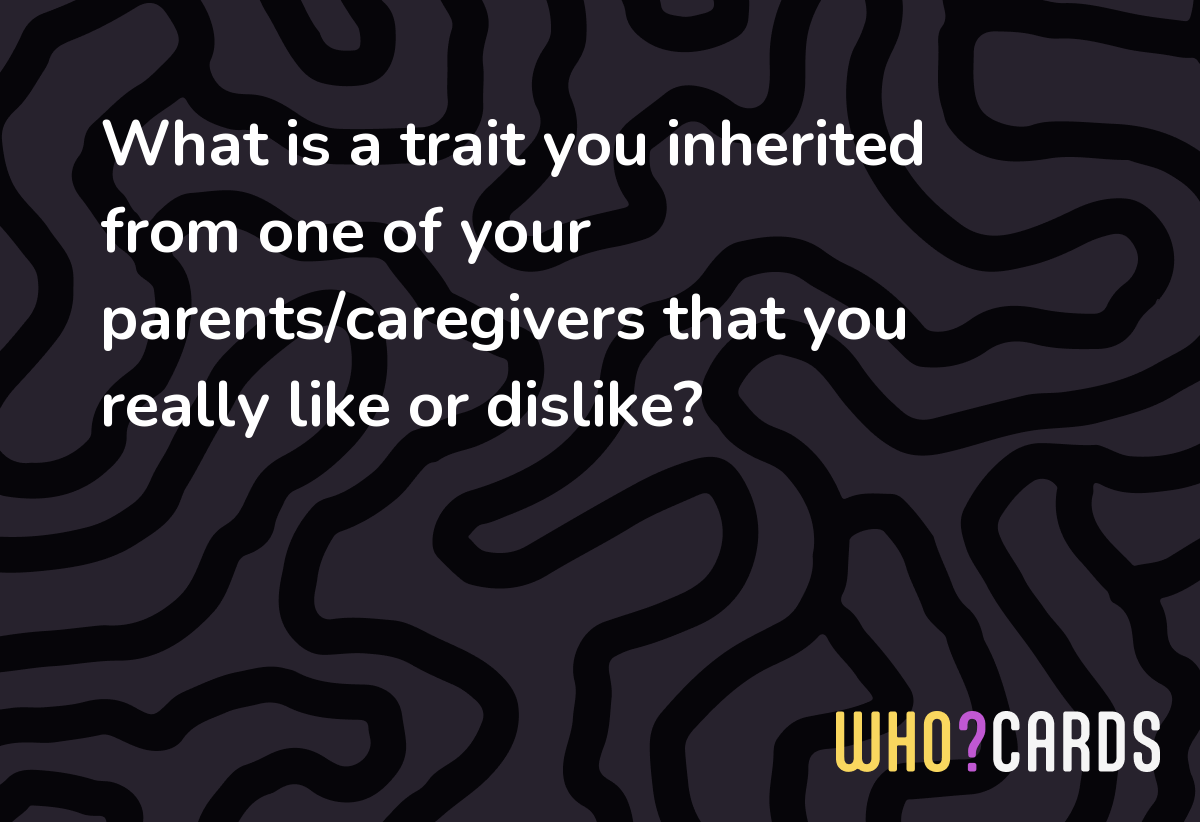 What is a trait you inherited
from one of your
parents/caregivers that you
really like or dislike?
WHO?CARDS